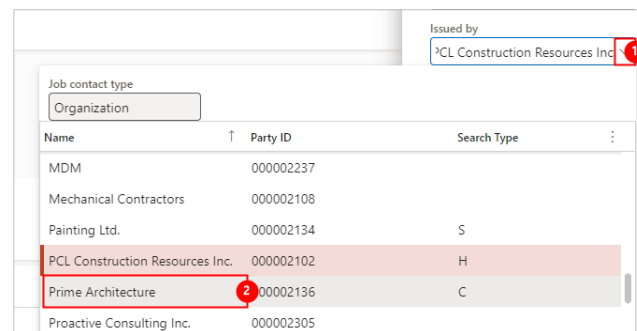 Issued by
PCL Construction Resources Inc.
1
Job contact type
Organization
Name ↑ Party ID Search Type
MDM 000002237
Mechanical Contractors 000002108
Painting Ltd. 000002134 S
PCL Construction Resources Inc. 000002102 H
Prime Architecture 2 000002136 C
Proactive Consulting Inc. 000002305